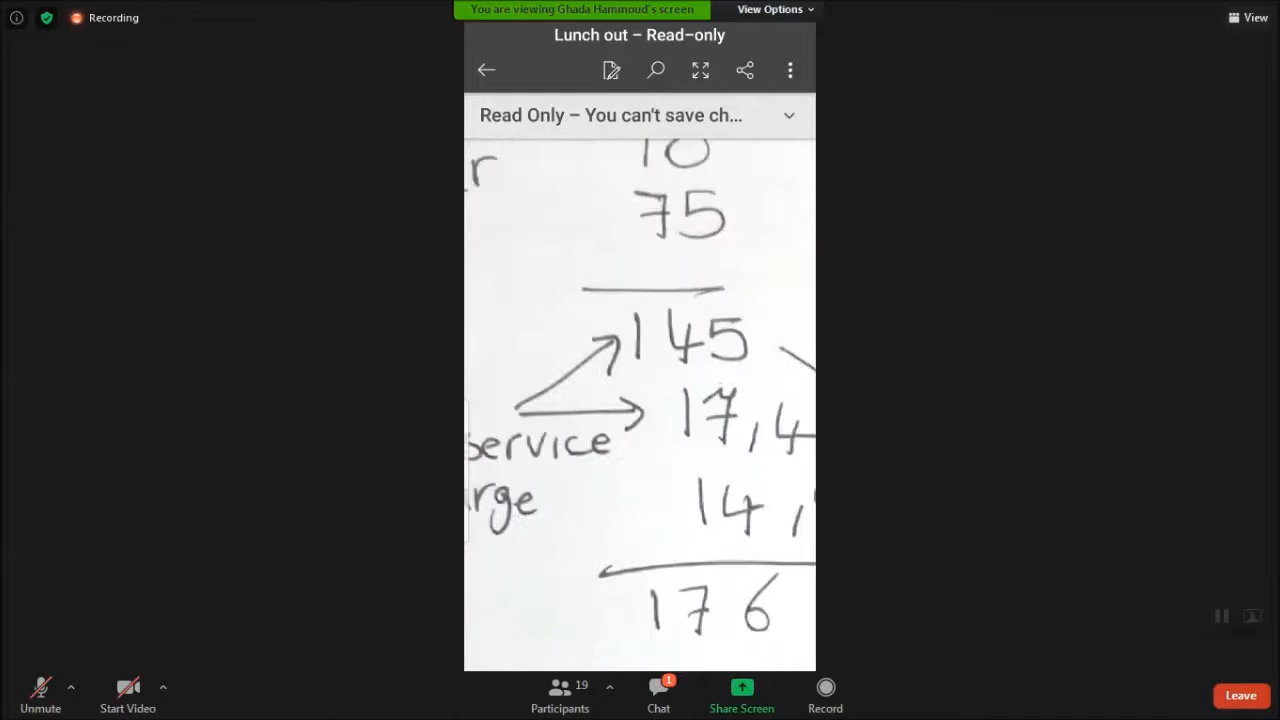 Recording
You are viewing Ghada Hammoud's screen
View Options
View
Lunch out – Read-only
Read Only – You can't save ch...
r
10
75
145
17,4
service
14,
rge
176
Unmute
Start Video
19
Participants
1
Chat
Share Screen
Record
Leave